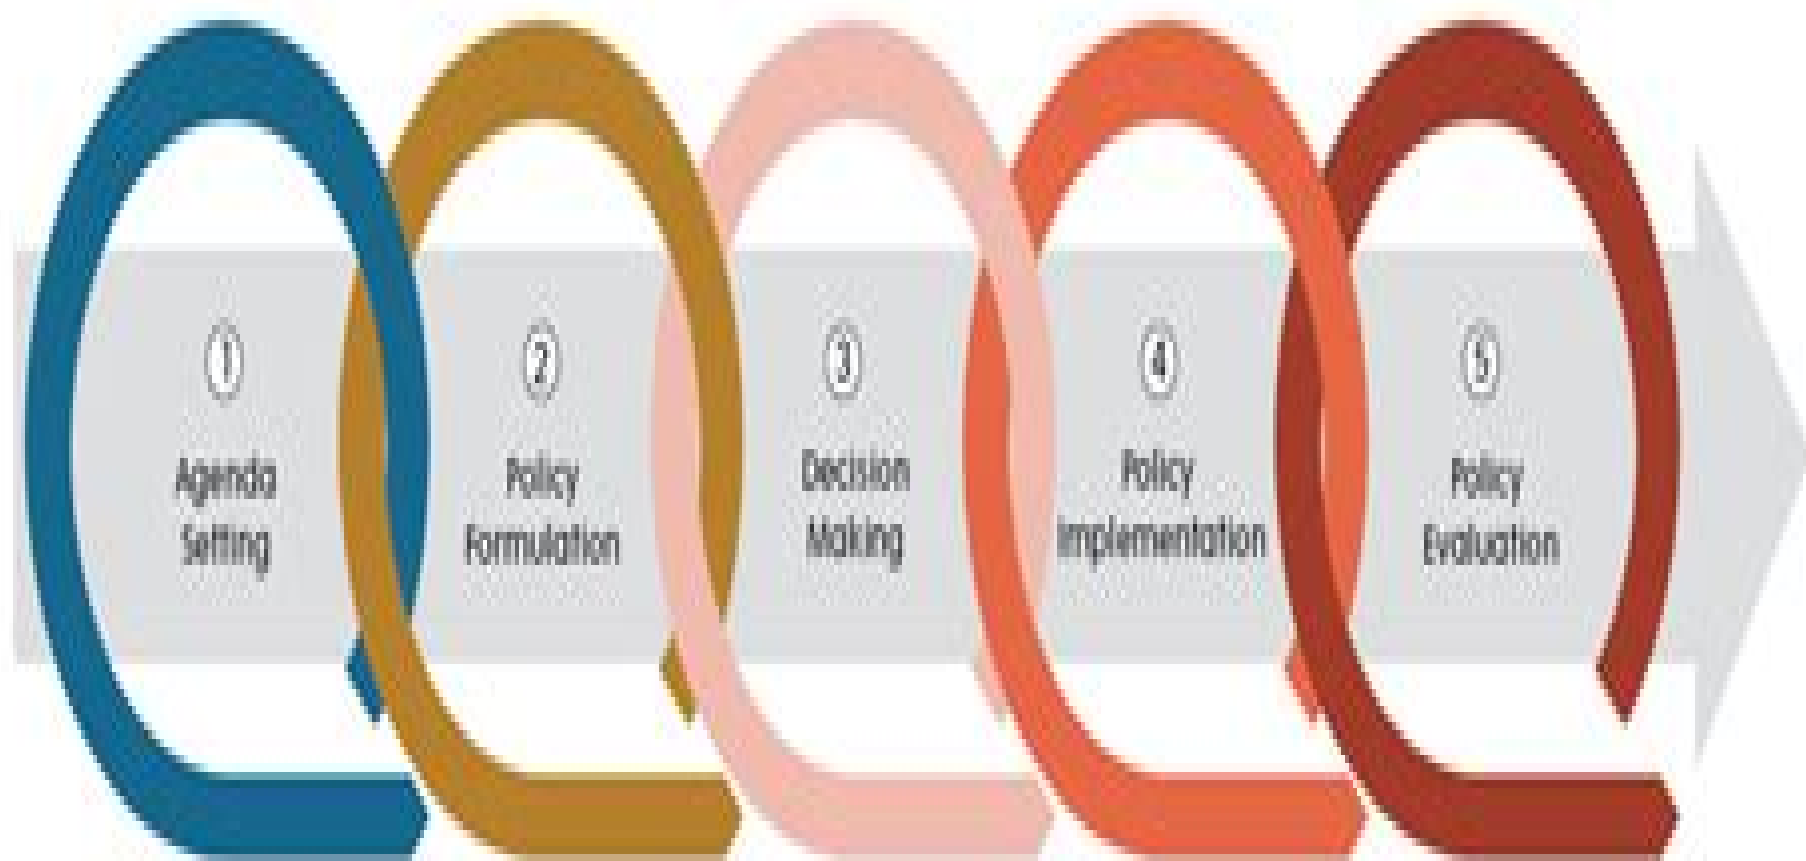 1
Agenda
Setting
2
Policy
Formulation
3
Decision
Making
4
Policy
Implementation
5
Policy
Evaluation